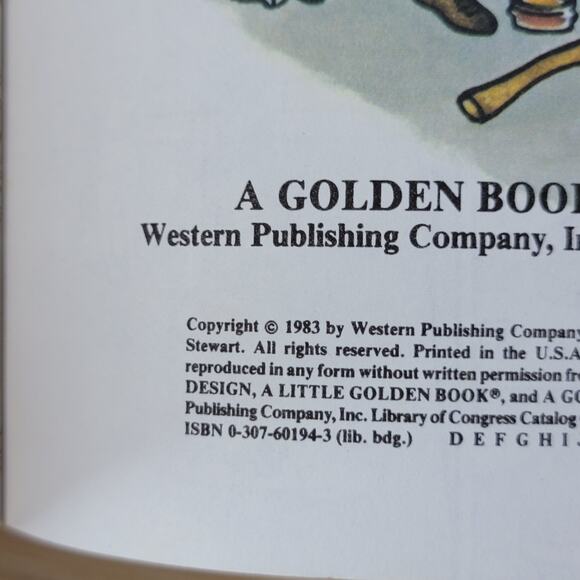 A GOLDEN BOO
Western Publishing Company, I
Copyright © 1983 by Western Publishing Company
Stewart. All rights reserved. Printed in the U.S.A
reproduced in any form without written permission fr
DESIGN, A LITTLE GOLDEN BOOK®, and A GO
Publishing Company, Inc. Library of Congress Catalog
ISBN 0-307-60194-3 (lib. bdg.) D E F G H I